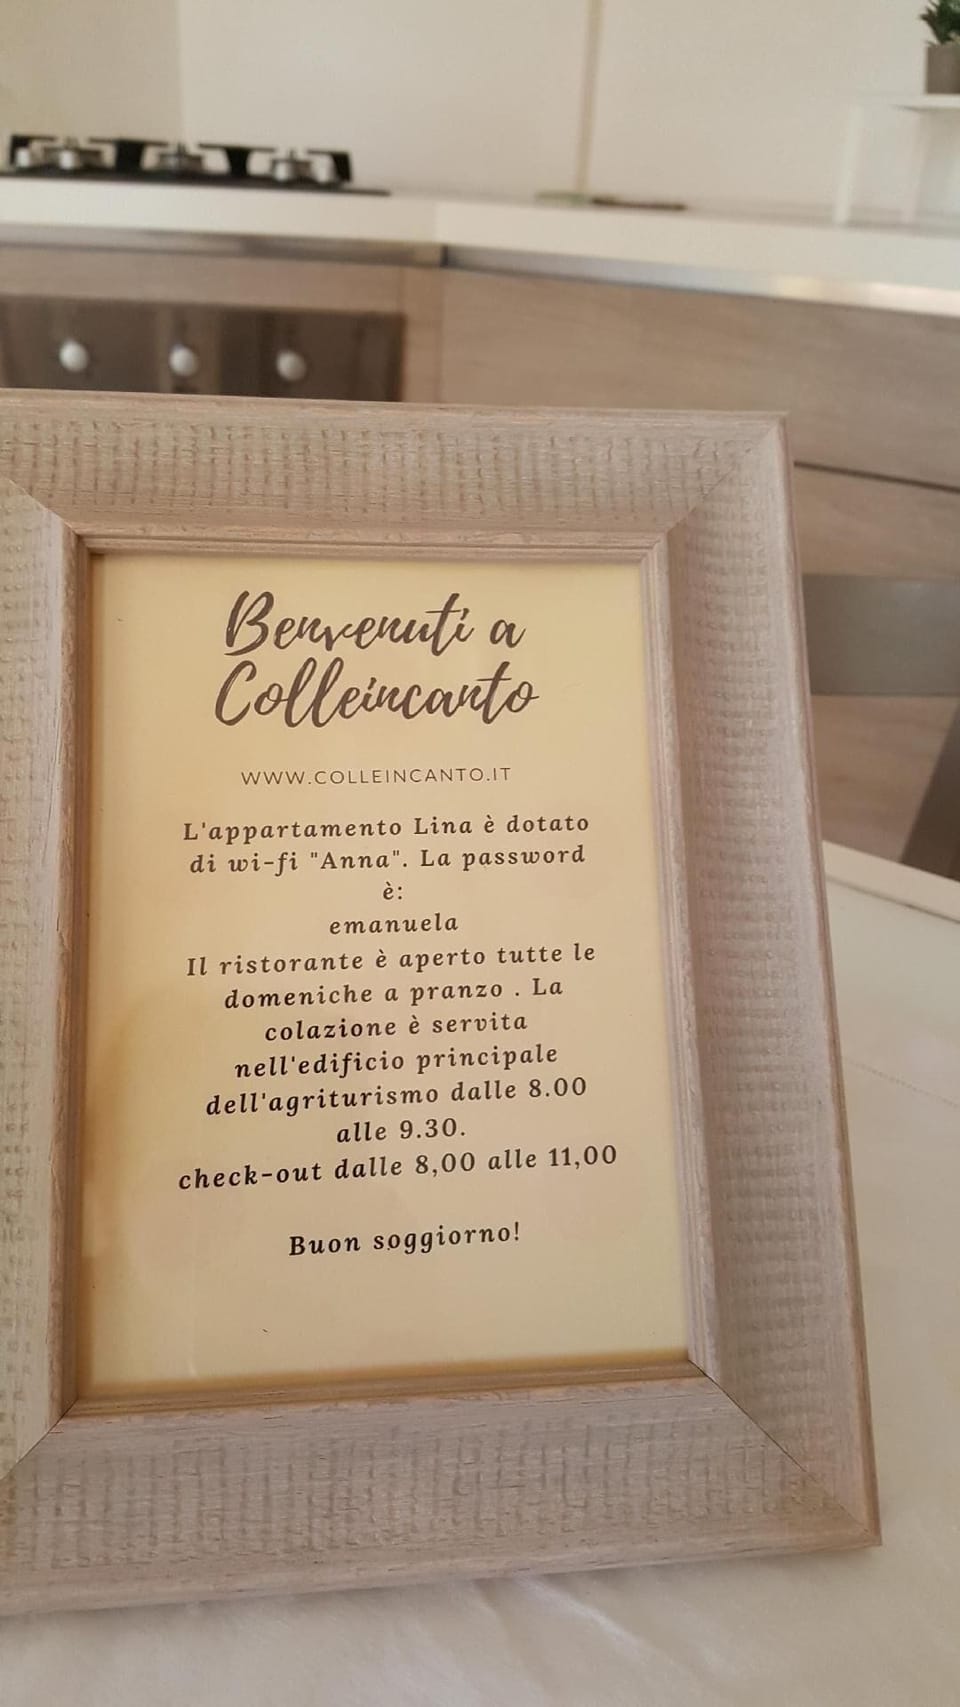 Benvenuti a
Colleincanto
WWW.COLLEINCANTO.IT
L'appartamento Lina è dotato
di wi-fi "Anna". La password
è:
emanuela
Il ristorante è aperto tutte le
domeniche a pranzo . La
colazione è servita
nell'edificio principale
dell'agriturismo dalle 8.00
alle 9.30.
check-out dalle 8,00 alle 11,00
Buon soggiorno!